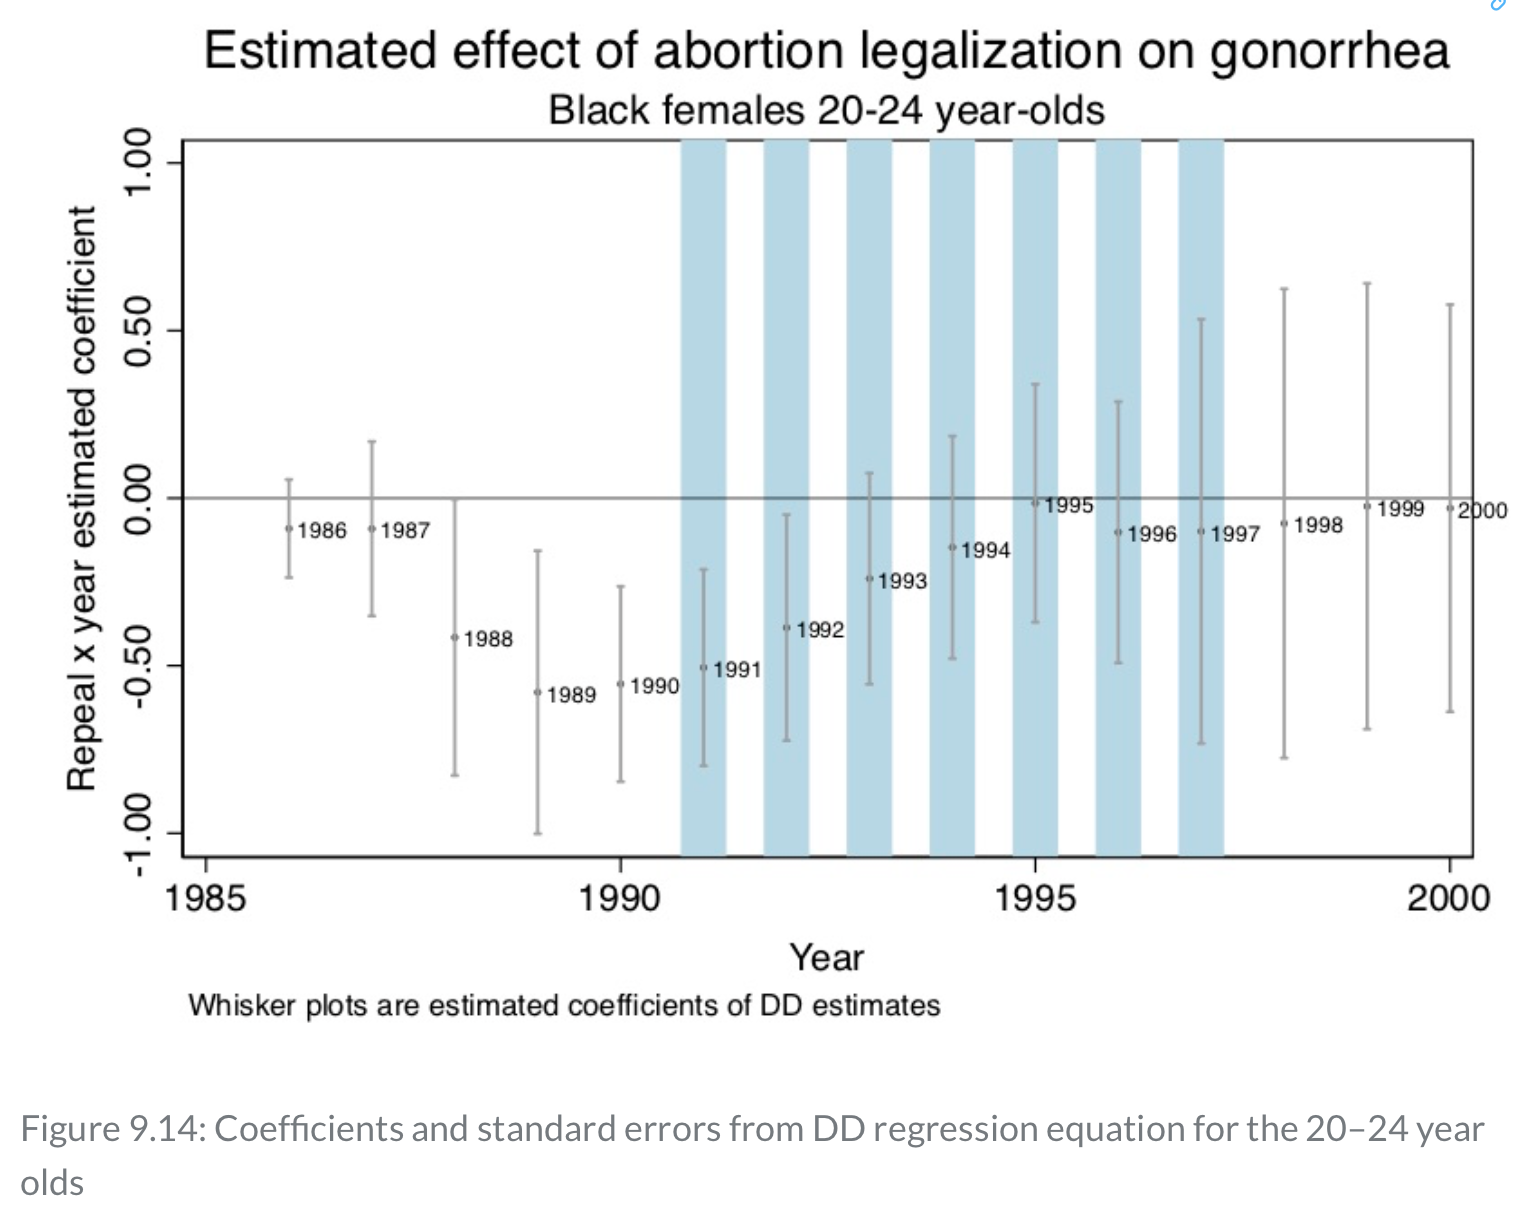 Estimated effect of abortion legalization on gonorrhea
Black females 20-24 year-olds
Repeal x year estimated coefficient
1.00
0.50
0.00
-0.50
-1.00
1986
1987
1988
1989
1990
1991
1992
1993
1994
1995
1996
1997
1998
1999
2000
1985 1990 1995 2000
Year
Whisker plots are estimated coefficients of DD estimates
Figure 9.14: Coefficients and standard errors from DD regression equation for the 20–24 year
olds